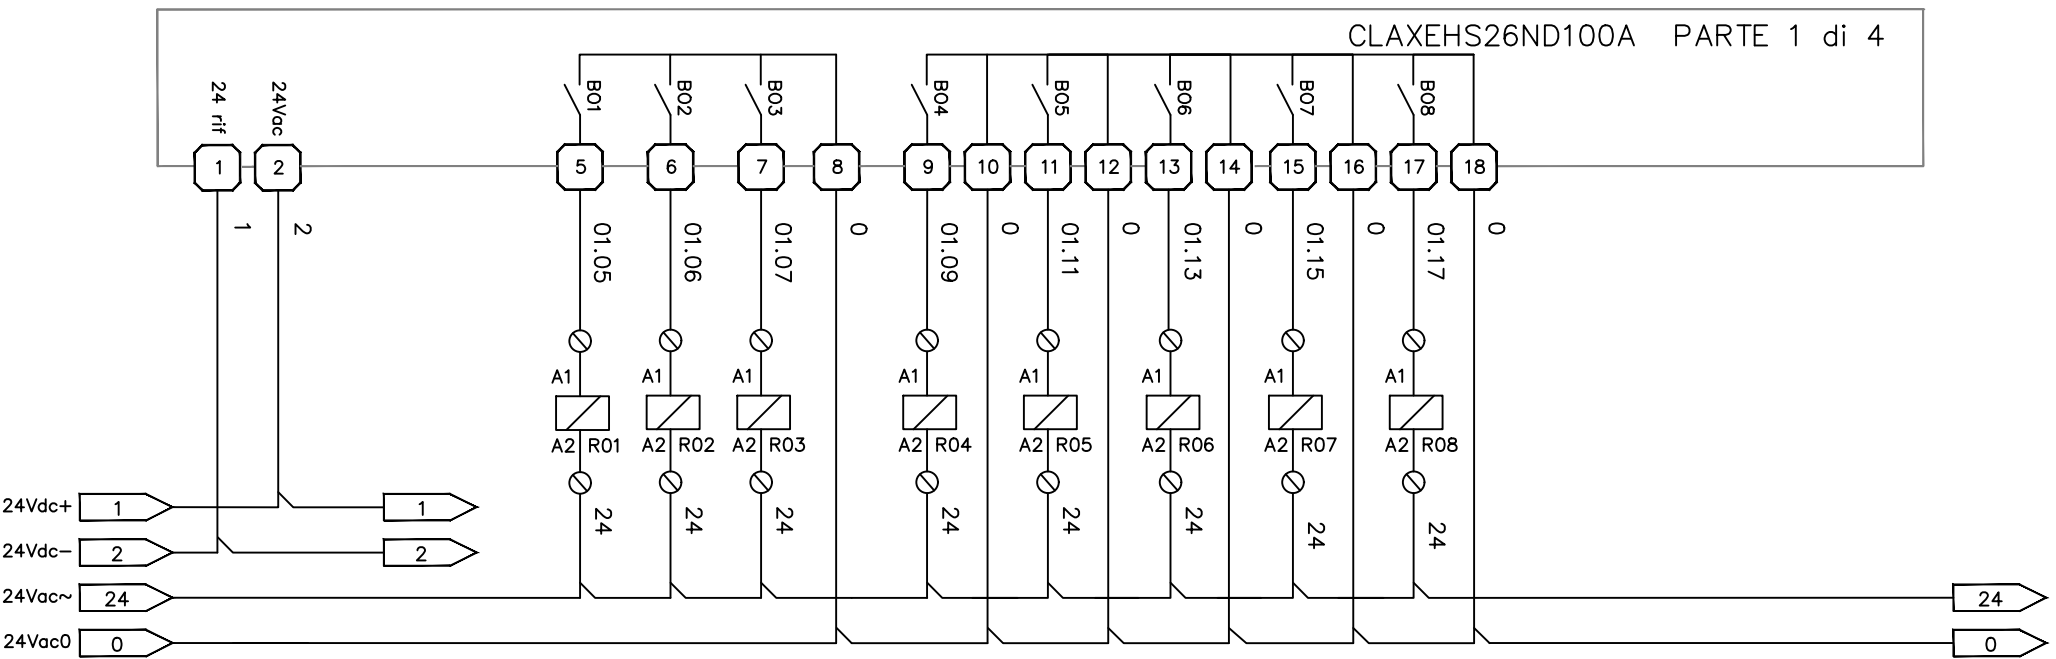 CLAXEHS26ND100A PARTE 1 di 4
24 rif
24Vac
B01
B02
B03
B04
B05
B06
B07
B08
1
2
5
6
7
8
9
10
11
12
13
14
15
16
17
18
1
2
01.05
01.06
01.07
0
01.09
0
01.11
0
01.13
0
01.15
0
01.17
0
A1
A1
A1
A1
A1
A1
A1
A1
A2 R01
A2 R02
A2 R03
A2 R04
A2 R05
A2 R06
A2 R07
A2 R08
24
24
24
24
24
24
24
24
24Vdc+ 1 1
24Vdc- 2 2
24Vac~ 24 24
24Vac0 0 0